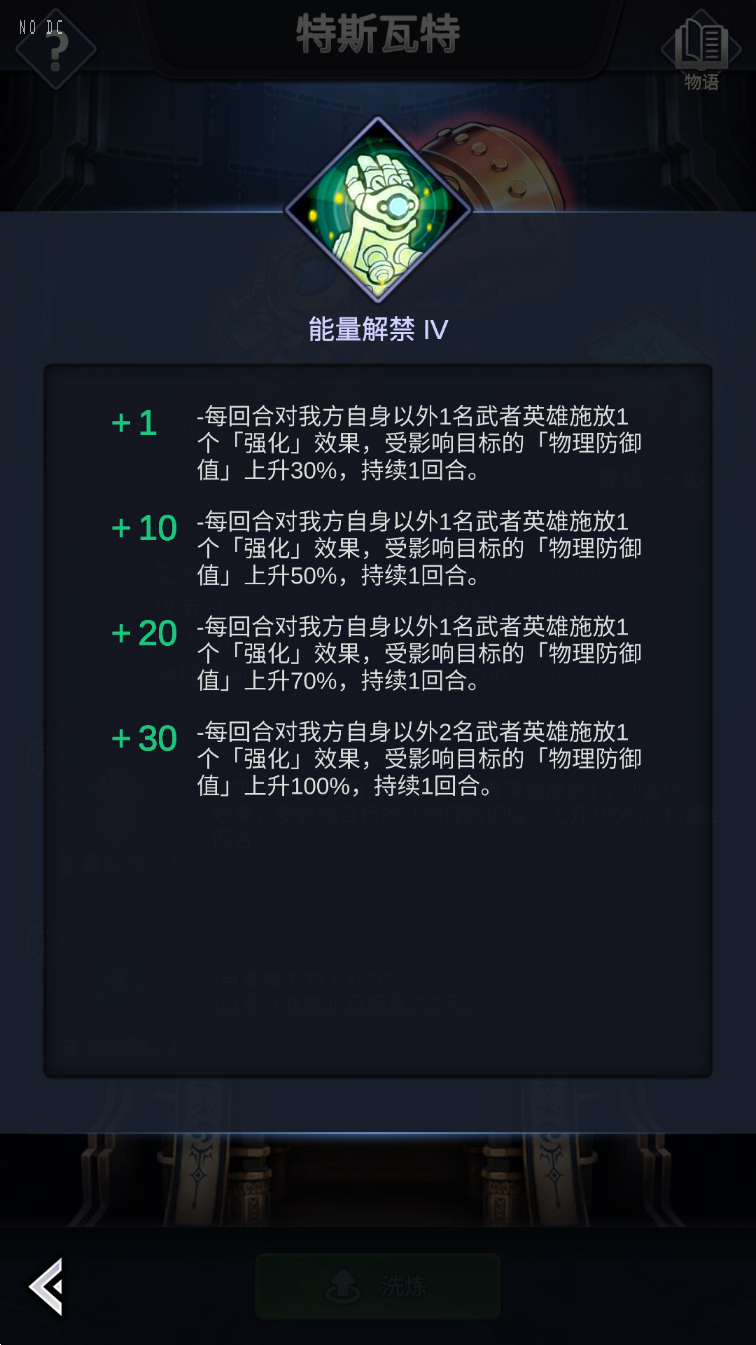 NO DC
?
特斯瓦特
物语
能量解禁 IV
+1
-每回合对我方自身以外1名武者英雄施放1
个「强化」效果，受影响目标的「物理防御
值」上升30%，持续1回合。
+10
-每回合对我方自身以外1名武者英雄施放1
个「强化」效果，受影响目标的「物理防御
值」上升50%，持续1回合。
+20
-每回合对我方自身以外1名武者英雄施放1
个「强化」效果，受影响目标的「物理防御
值」上升70%，持续1回合。
+30
-每回合对我方自身以外2名武者英雄施放1
个「强化」效果，受影响目标的「物理防御
值」上升100%，持续1回合。
洗炼